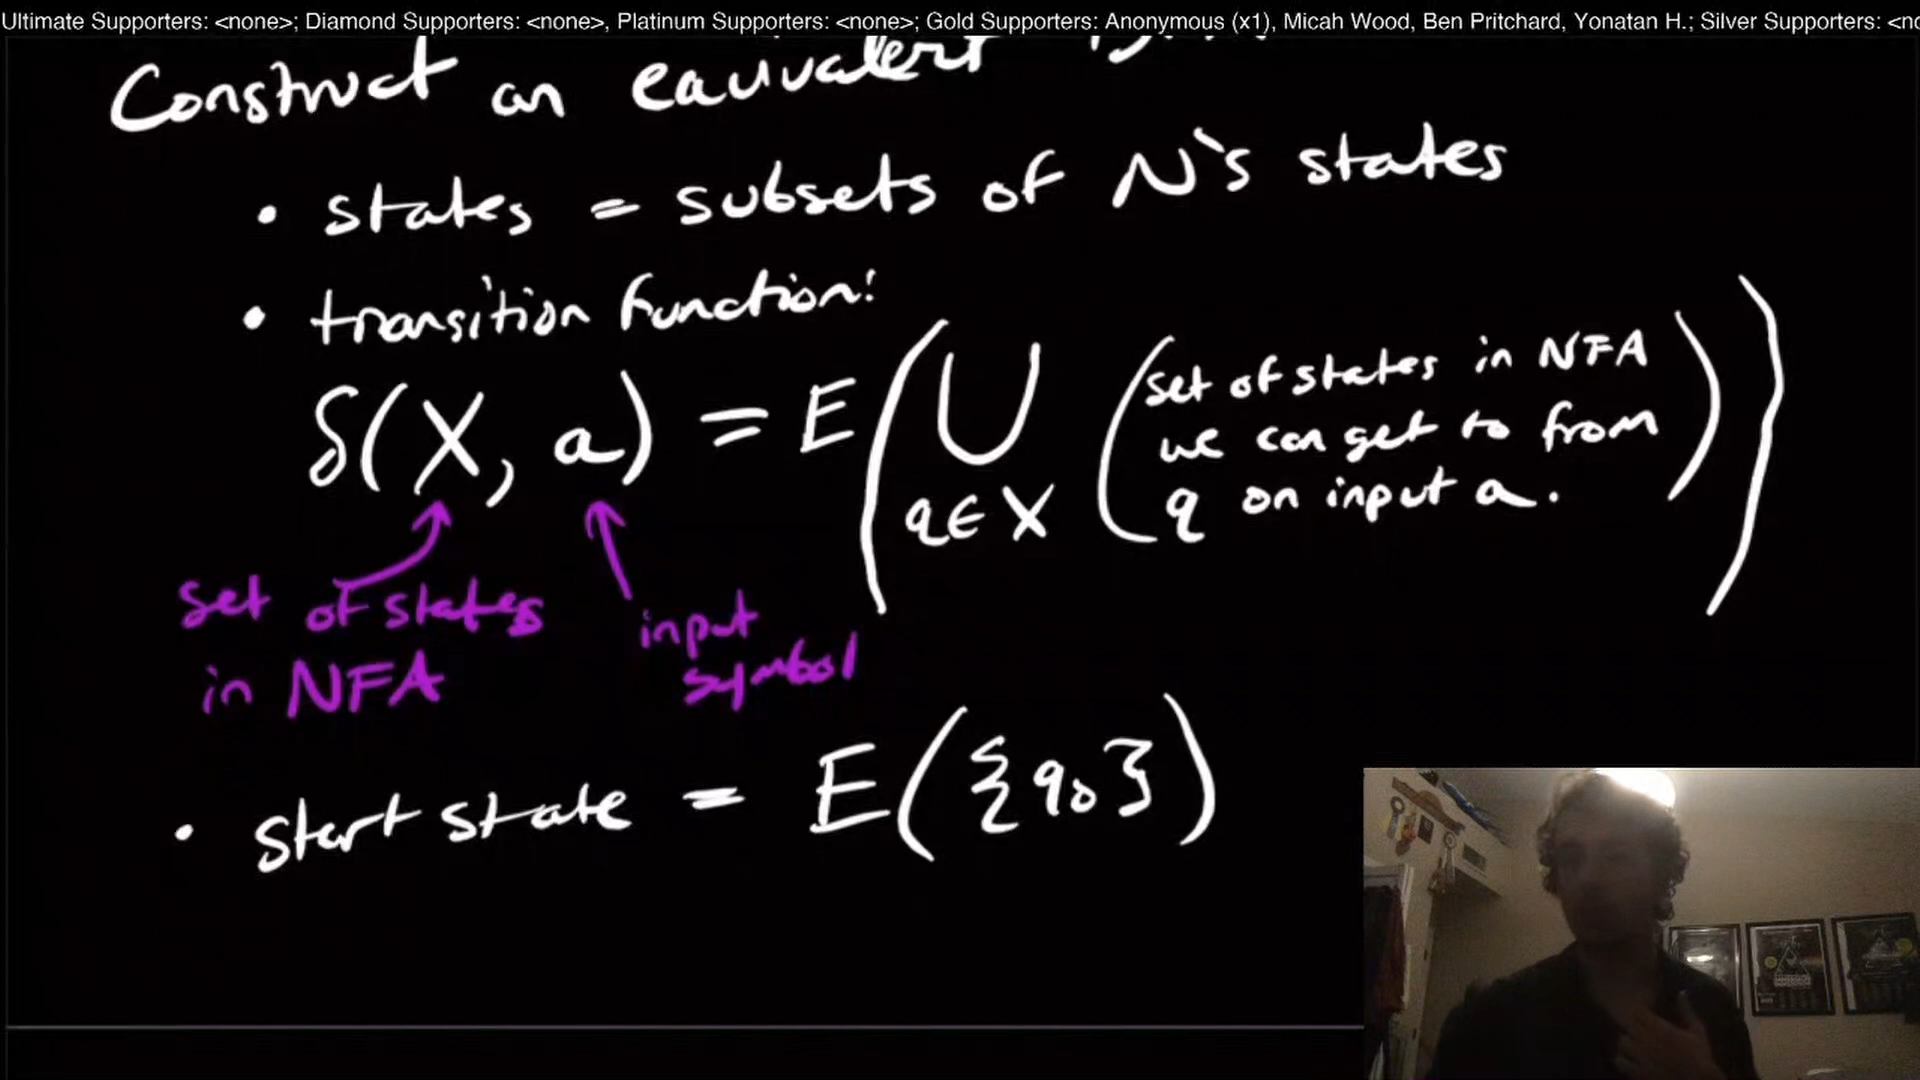 Ultimate Supporters: <none>; Diamond Supporters: <none>, Platinum Supporters: <none>; Gold Supporters: Anonymous (x1), Micah Wood, Ben Pritchard, Yonatan H.; Silver Supporters: <no
Construct an equivalent
• states = subsets of N's states
• transition function:
δ(X, a) = E(⋃ q∈X (set of states in NFA
we can get to from
q on input a.))
set of states
in NFA
input
symbol
• start state = E({q0})